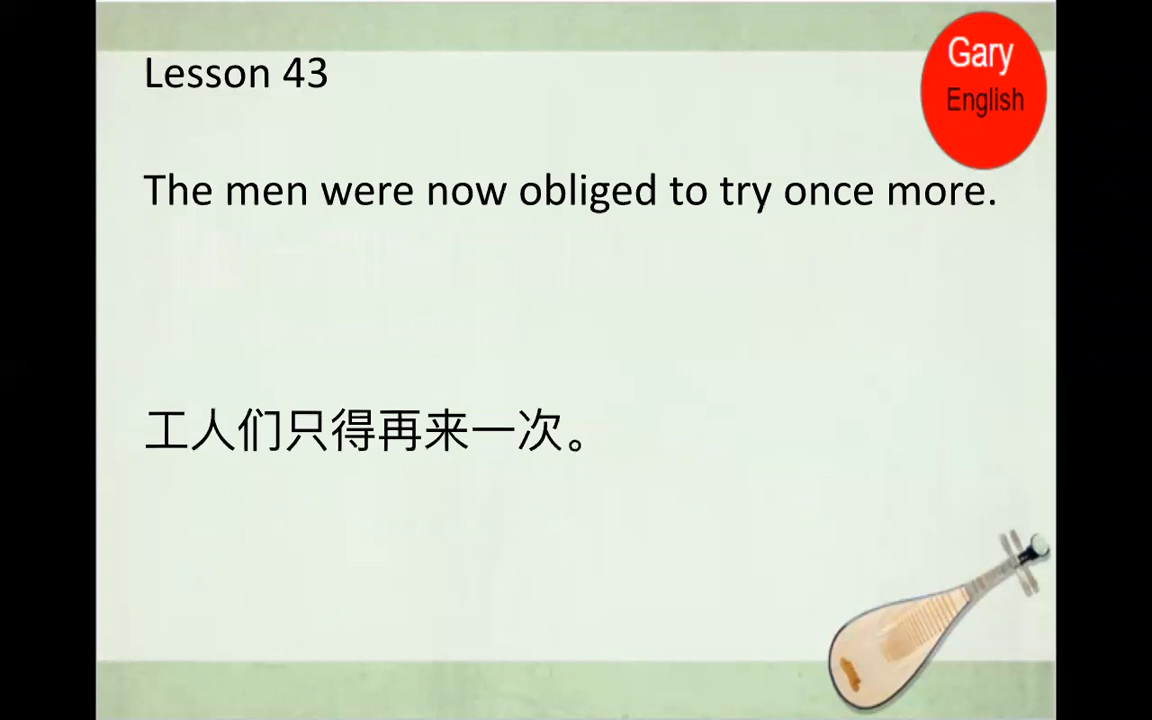 Lesson 43
Gary
English
The men were now obliged to try once more.
工人们只得再来一次。